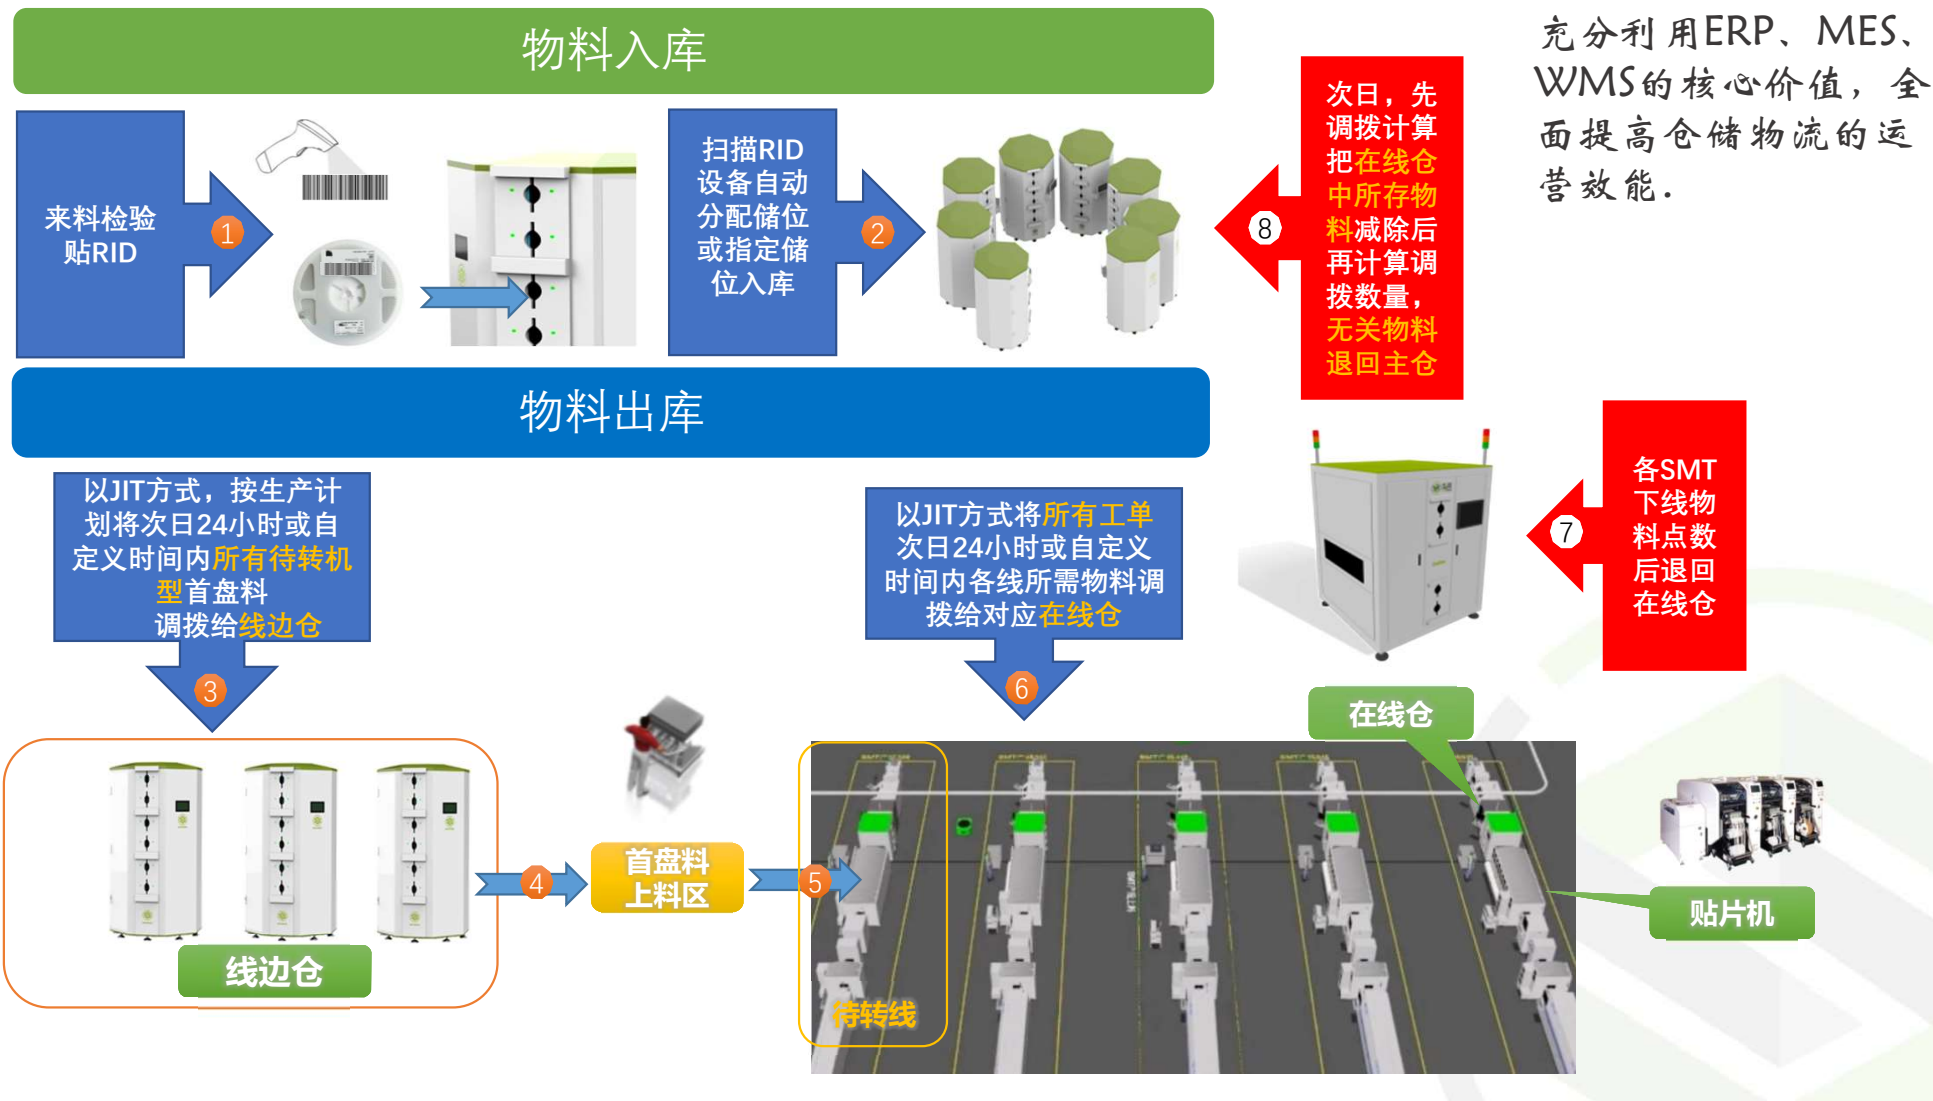 物料入库
充分利用ERP、MES、
WMS的核心价值，全
面提高仓储物流的运
营效能.
来料检验
贴RID
1
扫描RID
设备自动
分配储位
或指定储
位入库
2
8
次日，先
调拨计算
把在线仓
中所存物
料减除后
再计算调
拨数量，
无关物料
退回主仓
物料出库
以JIT方式，按生产计
划将次日24小时或自
定义时间内所有待转机
型首盘料
调拨给线边仓
3
以JIT方式将所有工单
次日24小时或自定义
时间内各线所需物料调
拨给对应在线仓
6
7
各SMT
下线物
料点数
后退回
在线仓
在线仓
线边仓
4
首盘料
上料区
5
待转线
贴片机